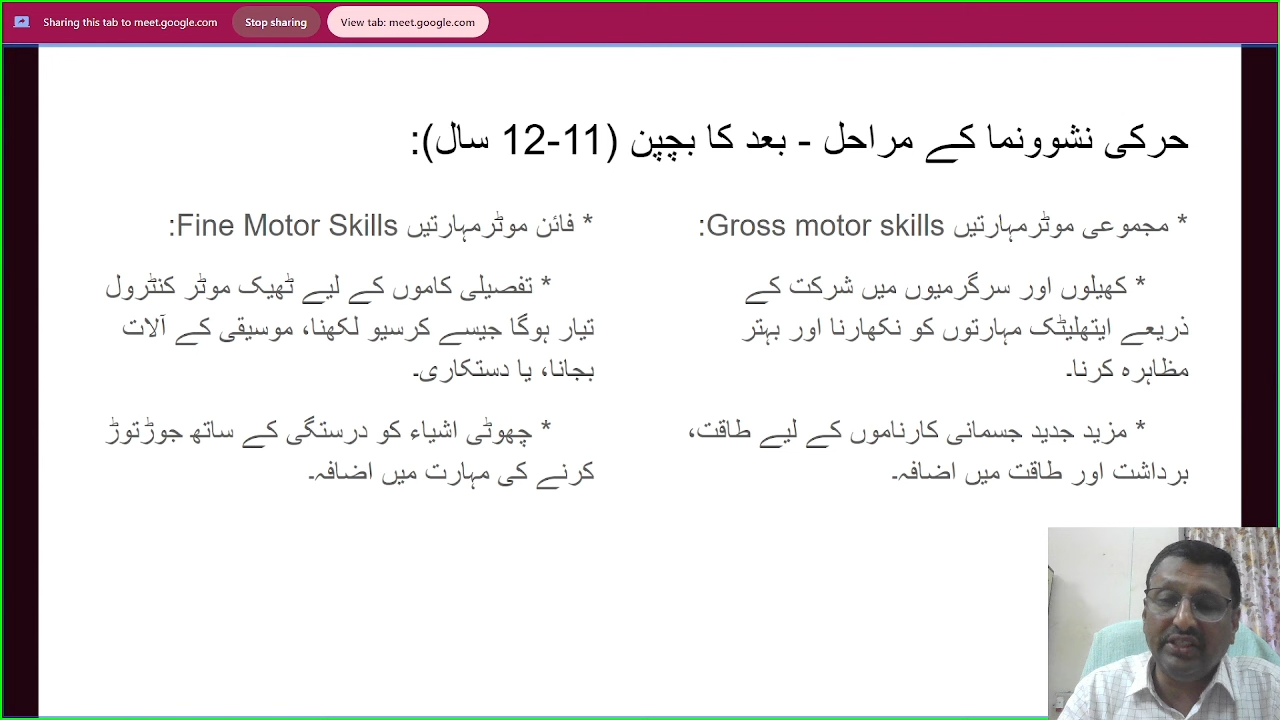 Sharing this tab to meet.google.com
Stop sharing
View tab: meet.google.com
حرکی نشوونما کے مراحل - بعد کا بچپن (11-12 سال):
* مجموعی موٹرمہارتیں Gross motor skills:
* کھیلوں اور سرگرمیوں میں شرکت کے
ذریعے ایتھلیٹک مہارتوں کو نکھارنا اور بہتر
مظاہرہ کرنا۔
* مزید جدید جسمانی کارناموں کے لیے طاقت،
برداشت اور طاقت میں اضافہ۔
* فائن موٹرمہارتیں Fine Motor Skills:
* تفصیلی کاموں کے لیے ٹھیک موٹر کنٹرول
تیار ہوگا جیسے کرسیو لکھنا، موسیقی کے آلات
بجانا، یا دستکاری۔
* چھوٹی اشیاء کو درستگی کے ساتھ جوڑتوڑ
کرنے کی مہارت میں اضافہ۔